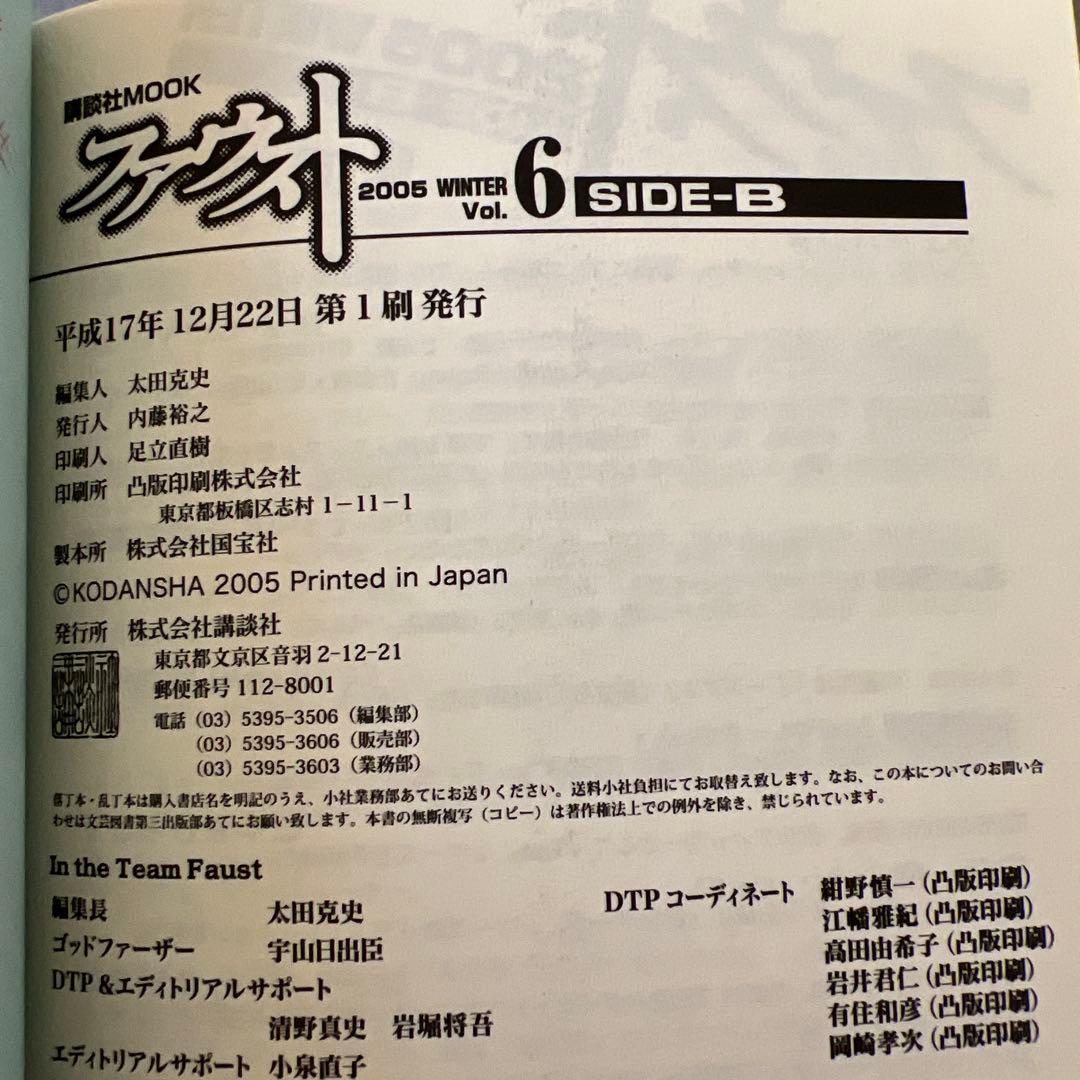 講談社MOOK
ファウスト
2005 WINTER
Vol. 6 SIDE-B
平成17年12月22日 第1刷発行
編集人 太田克史
発行人 内藤裕之
印刷人 足立直樹
印刷所 凸版印刷株式会社
東京都板橋区志村 1−11−1
製本所 株式会社国宝社
©KODANSHA 2005 Printed in Japan
発行所 株式会社講談社
東京都文京区音羽 2-12-21
郵便番号 112-8001
電話 (03) 5395-3506(編集部)
(03) 5395-3606(販売部)
(03) 5395-3603(業務部)
落丁本・乱丁本は購入書店名を明記のうえ、小社業務部あてにお送りください。送料小社負担にてお取替え致します。なお、この本についてのお問い合
わせは文芸図書第三出版部あてにお願い致します。本書の無断複写(コピー)は著作権法上での例外を除き、禁じられています。
In the Team Faust
編集長 太田克史
ゴッドファーザー 宇山日出臣
DTP&エディトリアルサポート
清野真史 岩堀将吾
エディトリアルサポート 小泉直子
DTPコーディネート 紺野慎一(凸版印刷)
江幡雅紀(凸版印刷)
高田由希子(凸版印刷)
岩井君仁(凸版印刷)
有住和彦(凸版印刷)
岡崎孝次(凸版印刷)